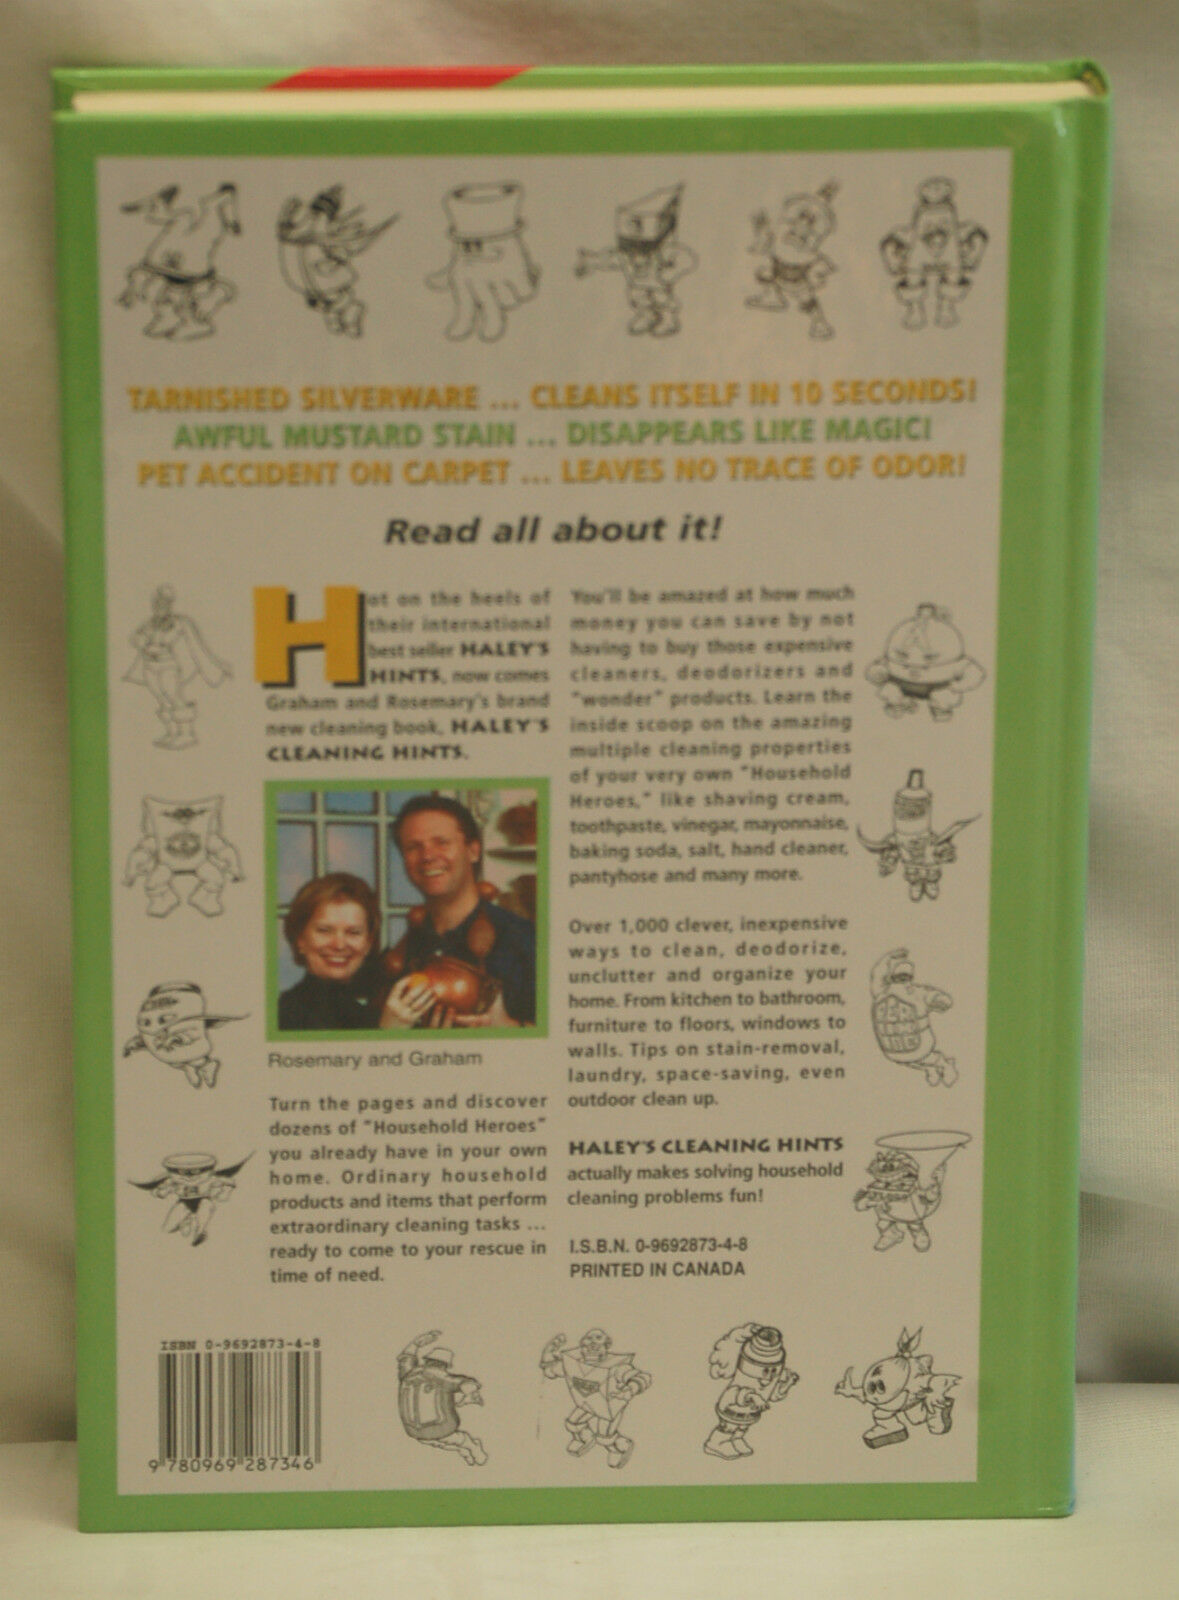 TARNISHED SILVERWARE ... CLEANS ITSELF IN 10 SECONDS!
AWFUL MUSTARD STAIN ... DISAPPEARS LIKE MAGIC!
PET ACCIDENT ON CARPET ... LEAVES NO TRACE OF ODOR!
Read all about it!
Hot on the heels of
their international
best seller HALEY'S
HINTS, now comes
Graham and Rosemary's brand
new cleaning book, HALEY'S
CLEANING HINTS.
Rosemary and Graham
Turn the pages and discover
dozens of "Household Heroes"
you already have in your own
home. Ordinary household
products and items that perform
extraordinary cleaning tasks ...
ready to come to your rescue in
time of need.
You'll be amazed at how much
money you can save by not
having to buy those expensive
cleaners, deodorizers and
"wonder" products. Learn the
inside scoop on the amazing
multiple cleaning properties
of your very own "Household
Heroes," like shaving cream,
toothpaste, vinegar, mayonnaise,
baking soda, salt, hand cleaner,
pantyhose and many more.
Over 1,000 clever, inexpensive
ways to clean, deodorize,
unclutter and organize your
home. From kitchen to bathroom,
furniture to floors, windows to
walls. Tips on stain-removal,
laundry, space-saving, even
outdoor clean up.
HALEY'S CLEANING HINTS
actually makes solving household
cleaning problems fun!
I.S.B.N. 0-9692873-4-8
PRINTED IN CANADA
ISBN 0-9692873-4-8
9 780969 287346